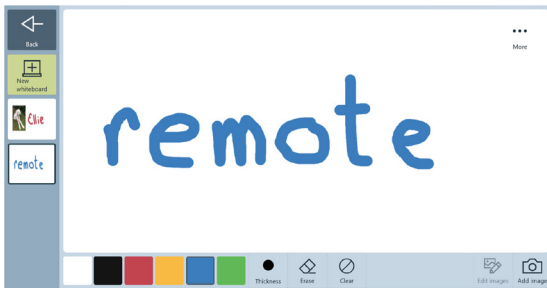 Back
More
New
whiteboard
Ellie
remote
remote
Thickness
Erase
Clear
Edit images
Add image